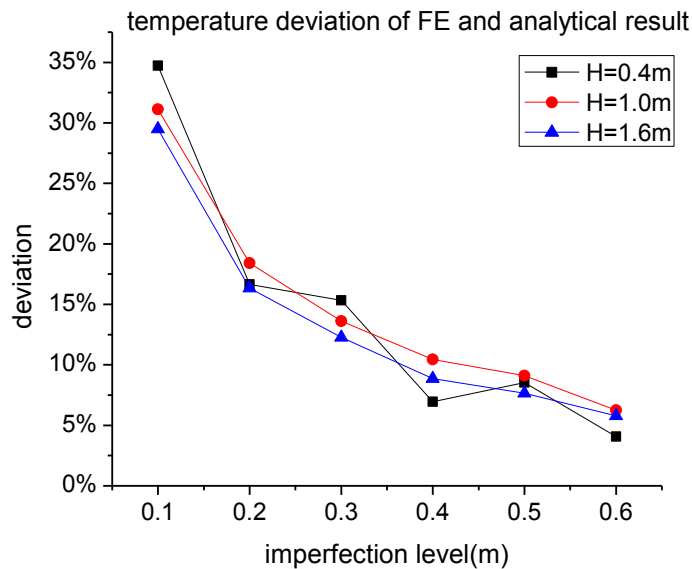 temperature deviation of FE and analytical result
35%
30%
25%
20%
15%
10%
5%
0%
deviation
H=0.4m
H=1.0m
H=1.6m
0.1 0.2 0.3 0.4 0.5 0.6
imperfection level(m)